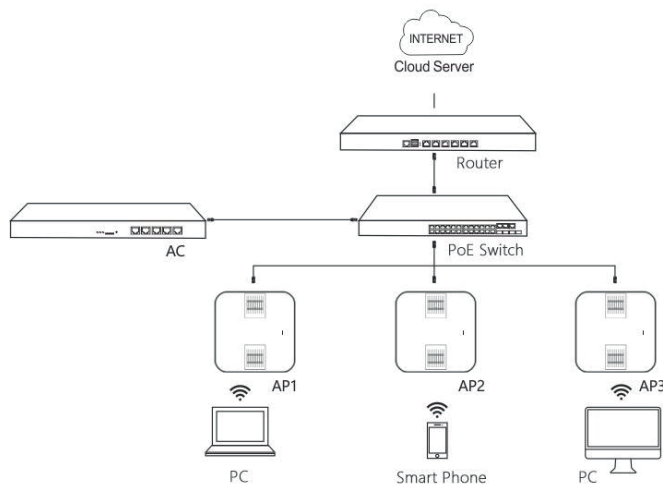 INTERNET
Cloud Server
Router
AC
PoE Switch
AP1
AP2
AP3
PC
Smart Phone
PC